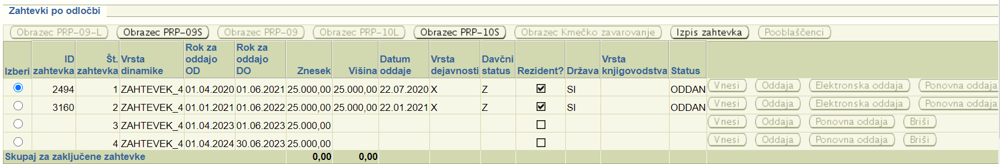 Zahtevki po odločbi
Obrazec PRP-09-L Obrazec PRP-09S Obrazec PRP-09 Obrazec PRP-10L Obrazec PRP-10S Obrazec Kmečko zavarovanje Izpis zahtevka Pooblaščenci
Izberi ID zahtevka Št. zahtevka Vrsta dinamike Rok za oddajo OD Rok za oddajo DO Znesek Višina Datum oddaje Vrsta dejavnosti Davčni status Rezident? Država Vrsta knjigovodstva Status
2494 1 ZAHTEVEK_4 01.04.2020 01.06.2021 25.000,00 25.000,00 22.07.2020 X Z SI ODDAN Vnesi Oddaja Elektronska oddaja Ponovna oddaja
3160 2 ZAHTEVEK_4 01.01.2021 01.06.2022 25.000,00 25.000,00 22.01.2021 X Z SI ODDAN Vnesi Oddaja Elektronska oddaja Ponovna oddaja
3 ZAHTEVEK_4 01.04.2023 01.06.2023 25.000,00 Vnesi Oddaja Ponovna oddaja Briši
4 ZAHTEVEK_4 01.04.2024 30.06.2023 25.000,00 Vnesi Oddaja Ponovna oddaja Briši
Skupaj za zaključene zahtevke 0,00 0,00